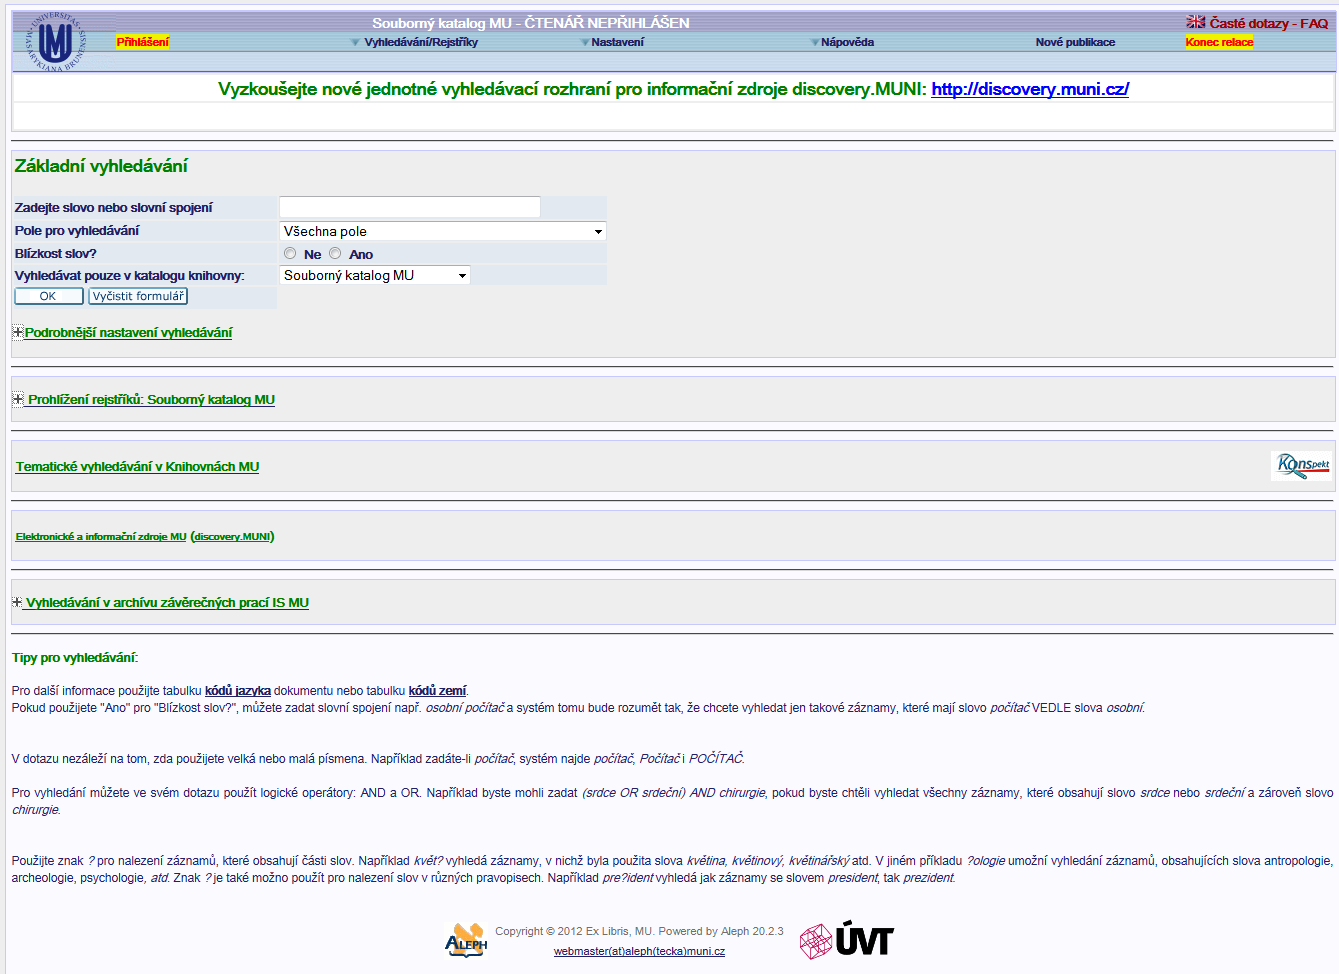 Souborný katalog MU - ČTENÁŘ NEPŘIHLÁŠEN
Časté dotazy - FAQ
UNIVERSITAS MASARYKIANA BRUNENSIS
MU
Přihlášení
Vyhledávání/Rejstříky
Nastavení
Nápověda
Nové publikace
Konec relace
Vyzkoušejte nové jednotné vyhledávací rozhraní pro informační zdroje discovery.MUNI: http://discovery.muni.cz/
Základní vyhledávání
Zadejte slovo nebo slovní spojení
Pole pro vyhledávání
Všechna pole
Blízkost slov?
Ne Ano
Vyhledávat pouze v katalogu knihovny:
Souborný katalog MU
OK
Vyčistit formulář
Podrobnější nastavení vyhledávání
Prohlížení rejstříků: Souborný katalog MU
Tematické vyhledávání v Knihovnách MU
Konspekt
Elektronické a informační zdroje MU (discovery.MUNI)
Vyhledávání v archívu závěrečných prací IS MU
Tipy pro vyhledávání:
Pro další informace použijte tabulku kódů jazyka dokumentu nebo tabulku kódů zemí.
Pokud použijete "Ano" pro "Blízkost slov?", můžete zadat slovní spojení např. osobní počítač a systém tomu bude rozumět tak, že chcete vyhledat jen takové záznamy, které mají slovo počítač VEDLE slova osobní.
V dotazu nezáleží na tom, zda použijete velká nebo malá písmena. Například zadáte-li počítač, systém najde počítač, Počítač i POČÍTAČ.
Pro vyhledání můžete ve svém dotazu použít logické operátory: AND a OR. Například byste mohli zadat (srdce OR srdeční) AND chirurgie, pokud byste chtěli vyhledat všechny záznamy, které obsahují slovo srdce nebo srdeční a zároveň slovo
chirurgie.
Použijte znak ? pro nalezení záznamů, které obsahují části slov. Například květ? vyhledá záznamy, v nichž byla použita slova květina, květinový, květinářský atd. V jiném příkladu ?ologie umožní vyhledání záznamů, obsahujících slova antropologie,
archeologie, psychologie, atd. Znak ? je také možno použít pro nalezení slov v různých pravopisech. Například pre?ident vyhledá jak záznamy se slovem president, tak prezident.
ALEPH
Copyright © 2012 Ex Libris, MU. Powered by Aleph 20.2.3
webmaster(at)aleph(tecka)muni.cz
ÚVT